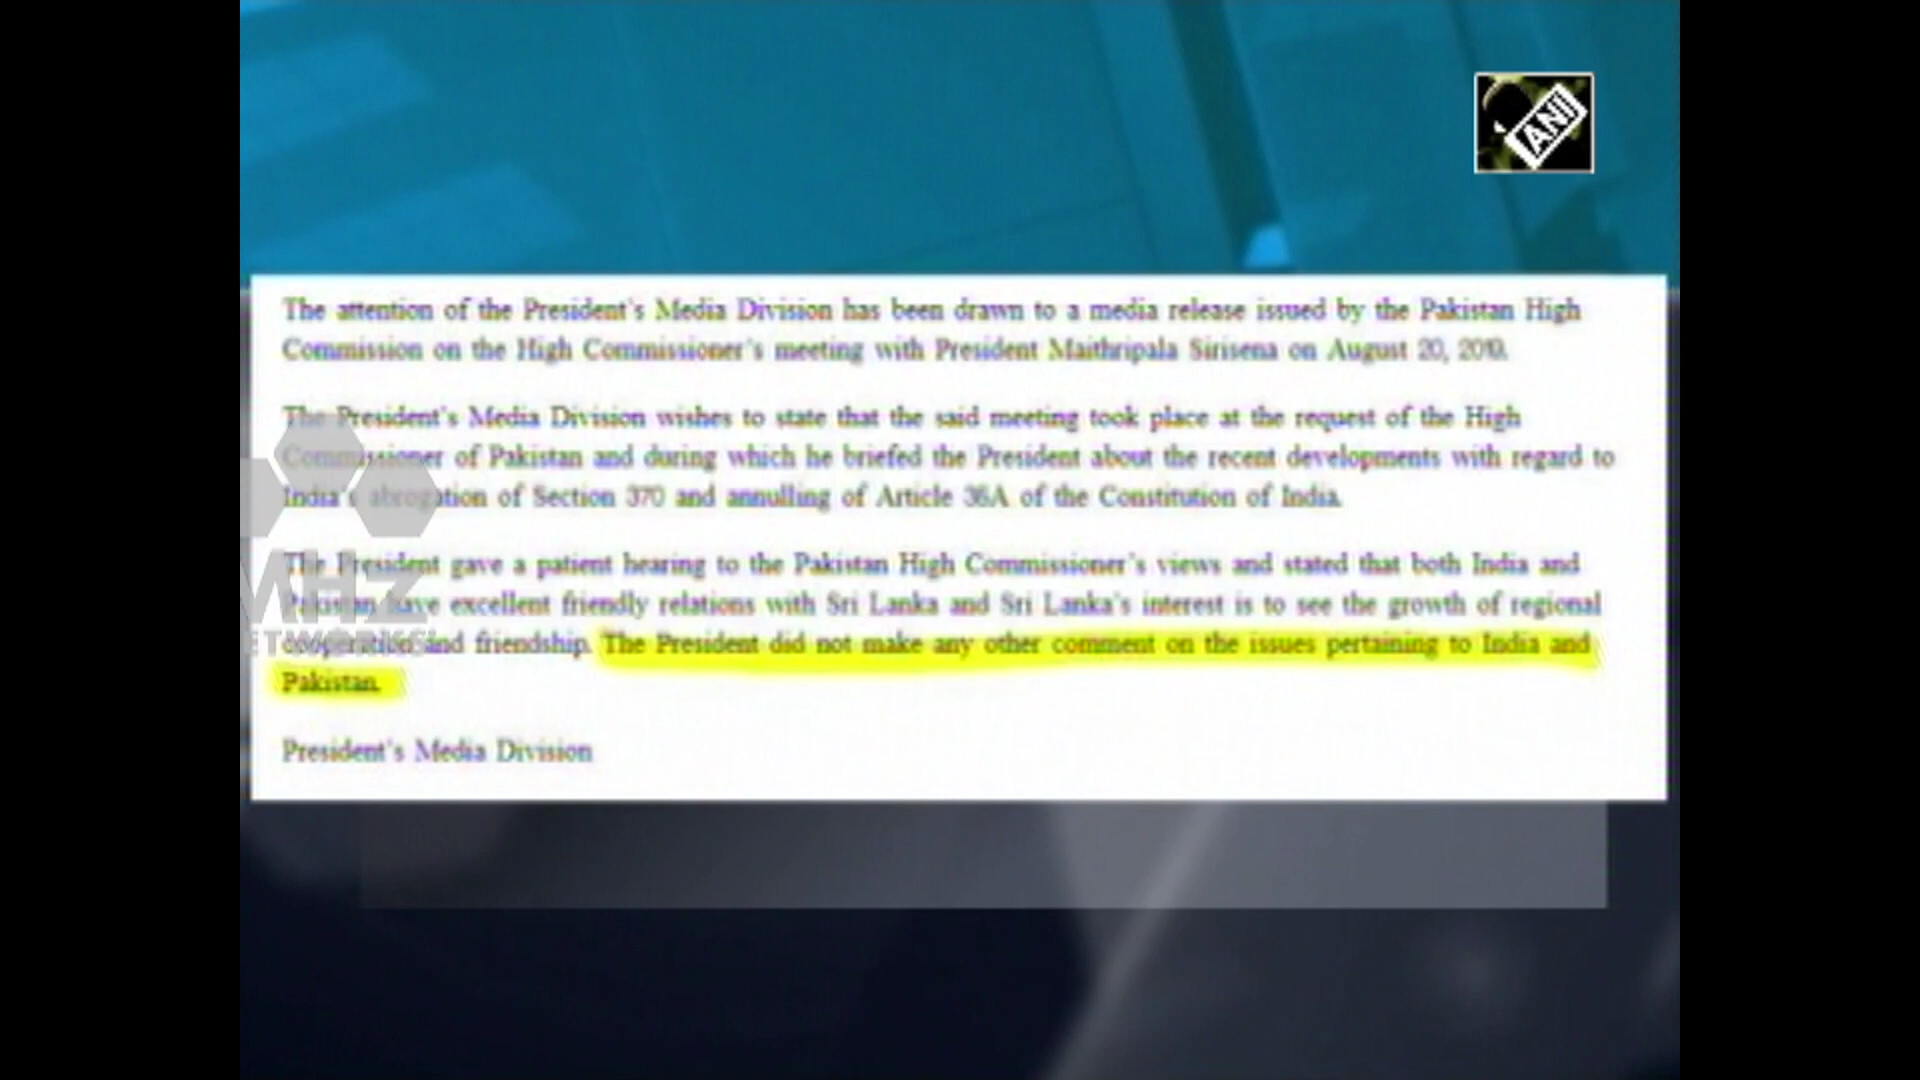 ANI
The attention of the President's Media Division has been drawn to a media release issued by the Pakistan High
Commission on the High Commissioner's meeting with President Maithripala Sirisena on August 20, 2019.
The President's Media Division wishes to state that the said meeting took place at the request of the High
Commissioner of Pakistan and during which he briefed the President about the recent developments with regard to
India's abrogation of Section 370 and annulling of Article 36A of the Constitution of India.
The President gave a patient hearing to the Pakistan High Commissioner's views and stated that both India and
Pakistan have excellent friendly relations with Sri Lanka and Sri Lanka's interest is to see the growth of regional
cooperation and friendship. The President did not make any other comment on the issues pertaining to India and
Pakistan.
President's Media Division
MHZ